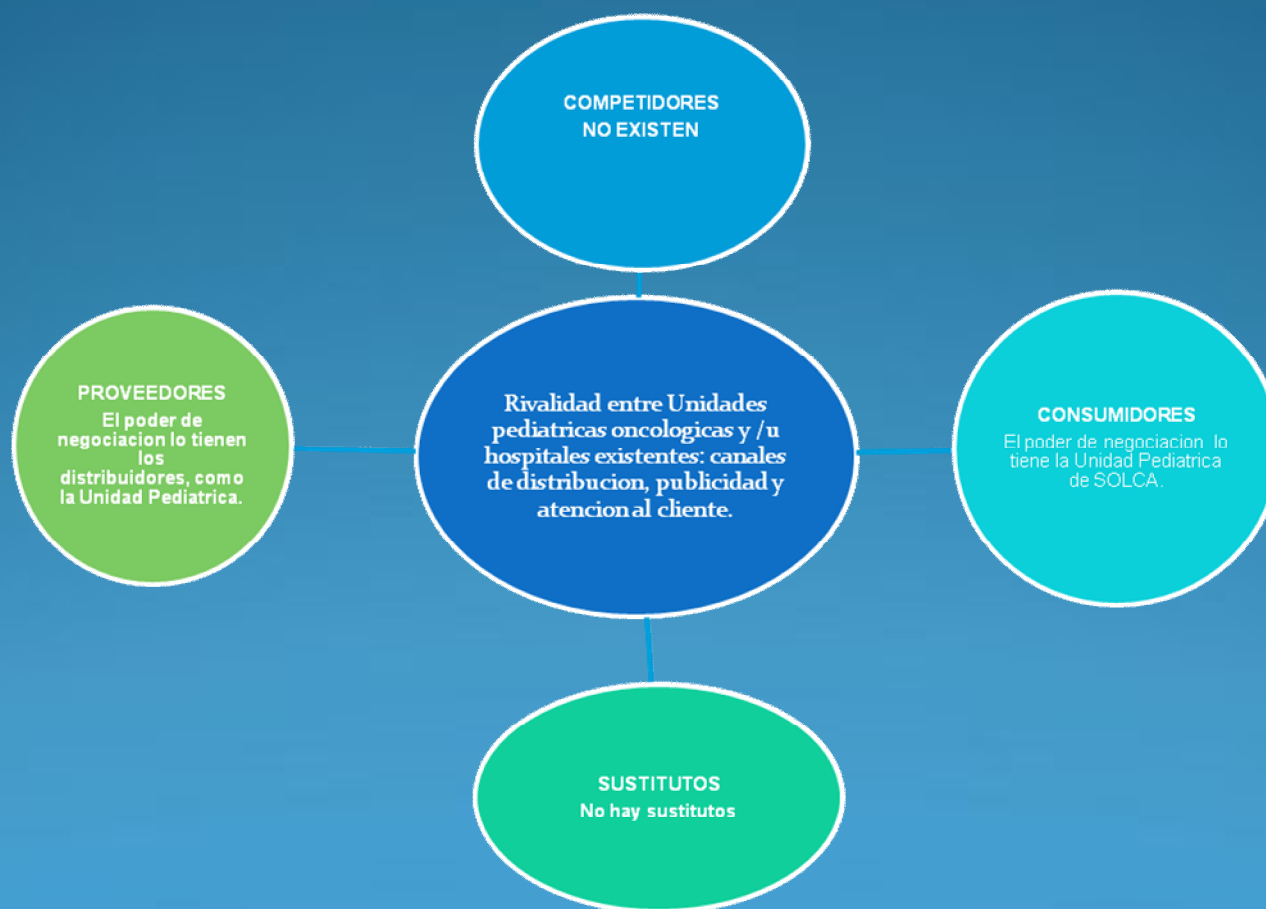 COMPETIDORES
NO EXISTEN
PROVEEDORES
El poder de
negociacion lo tienen
los
distribuidores, como
la Unidad Pediatrica.
Rivalidad entre Unidades
pediatricas oncologicas y /u
hospitales existentes: canales
de distribucion, publicidad y
atencion al cliente.
CONSUMIDORES
El poder de negociacion lo
tiene la Unidad Pediatrica
de SOLCA.
SUSTITUTOS
No hay sustitutos